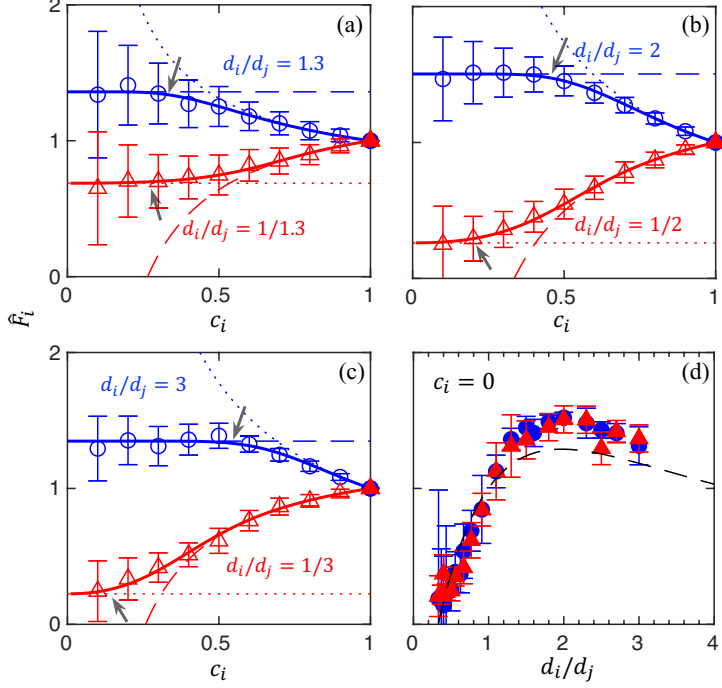 2
(a)
d_i/d_j = 1.3
1
d_i/d_j = 1/1.3
0
0
0.5
1
c_i
(b)
d_i/d_j = 2
d_i/d_j = 1/2
0
0.5
1
c_i
F̂_i
2
(c)
d_i/d_j = 3
1
d_i/d_j = 1/3
0
0
0.5
1
c_i
(d)
c_i = 0
0
1
2
3
4
d_i/d_j